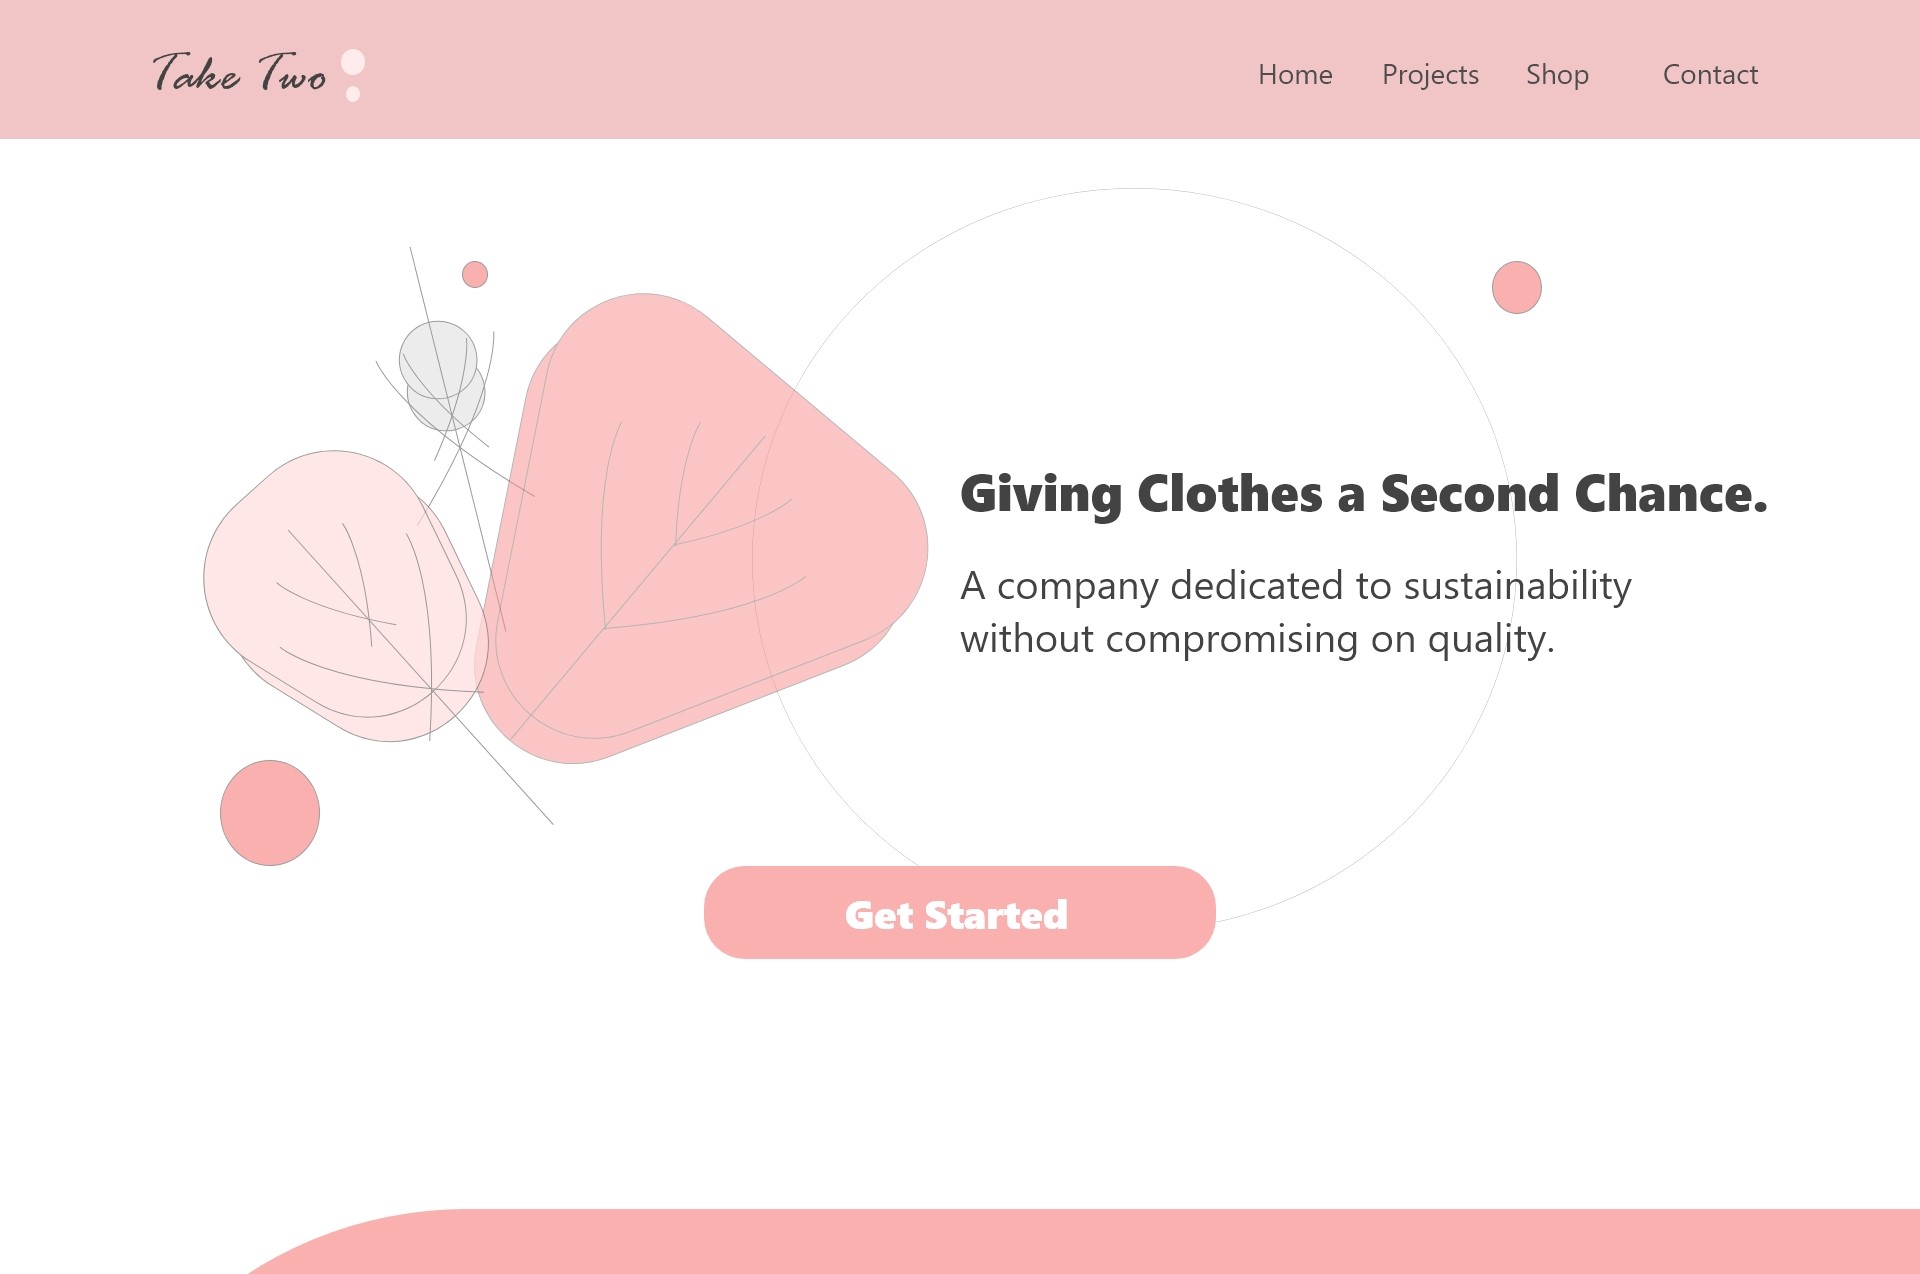 Take Two
Home Projects Shop Contact
Giving Clothes a Second Chance.
A company dedicated to sustainability
without compromising on quality.
Get Started